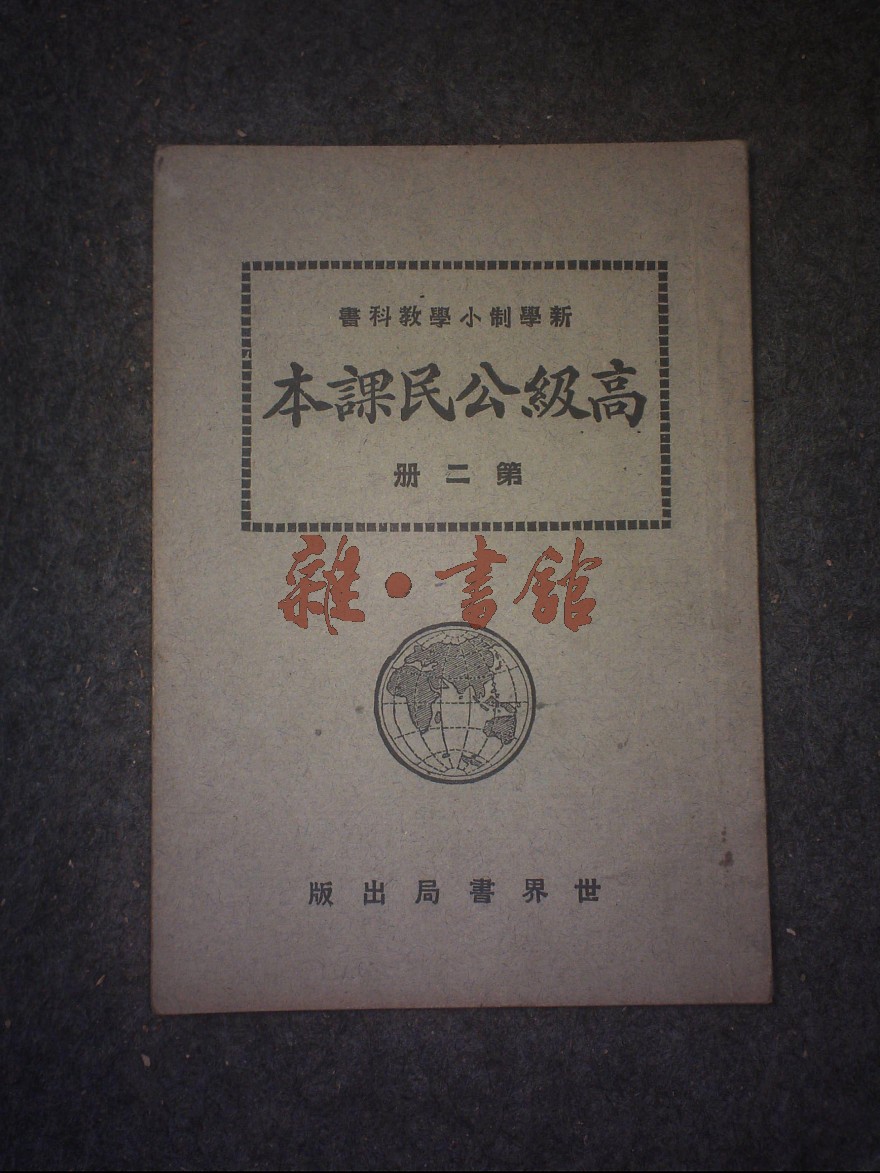 新學制小學教科書
高級公民課本
第二册
雜·書館
世界書局出版